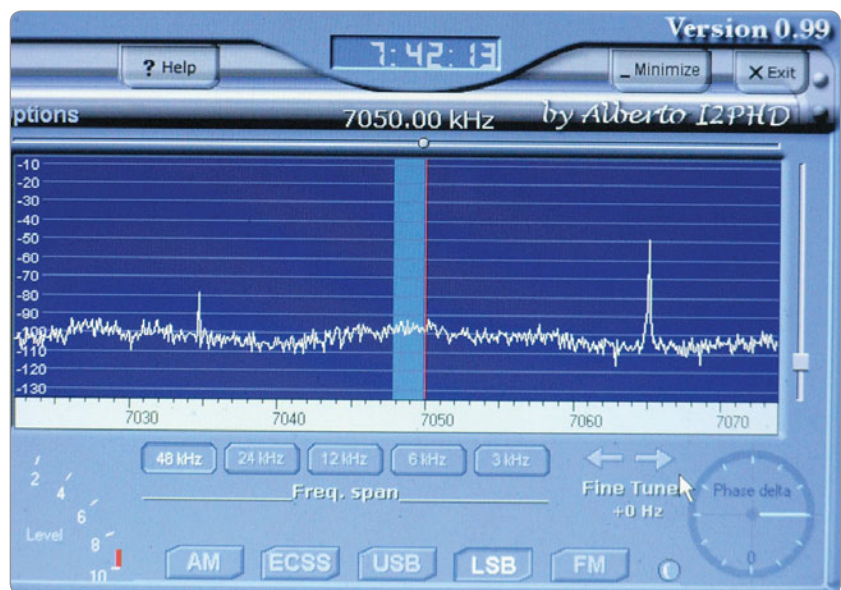 Version 0.99
? Help
7:42:13
_ Minimize
X Exit
ptions
7050.00 kHz
by Alberto I2PHD
-10
-20
-30
-40
-50
-60
-70
-80
-90
-100
-110
-120
-130
7030
7040
7050
7060
7070
48 kHz
24 kHz
12 kHz
6 kHz
3 kHz
Freq. span
Fine Tune
+0 Hz
Phase delta
0
2
4
6
8
10
Level
AM
ECSS
USB
LSB
FM